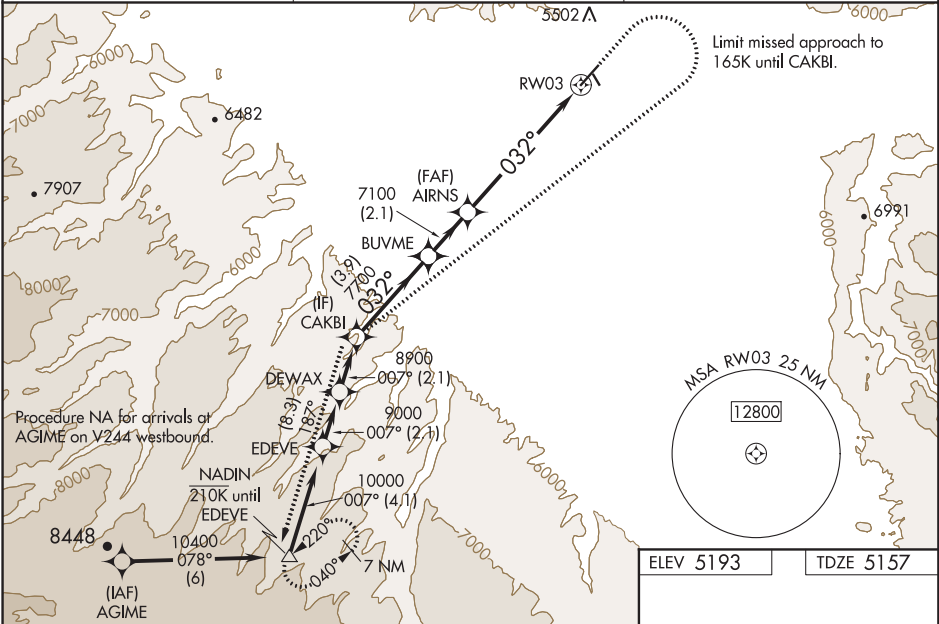 5502
6000
Limit missed approach to
165K until CAKBI.
RW03
6000
7000
6482
032°
(FAF)
AIRNS
7100
(2.1)
7907
6991
6000
BUVME
6000
(3.9)
7700
032°
8000
(IF)
CAKBI
7000
8900
007° (2.1)
MSA RW03 25 NM
DEWAX
12800
(8.3)
187°
9000
007° (2.1)
Procedure NA for arrivals at
AGIME on V244 westbound.
EDEVE
NADIN
210K until
EDEVE
10000
007° (4.1)
6000
8000
220°
8448
10400
078°
(6)
7000
040°
7 NM
(IAF)
AGIME
ELEV 5193
TDZE 5157